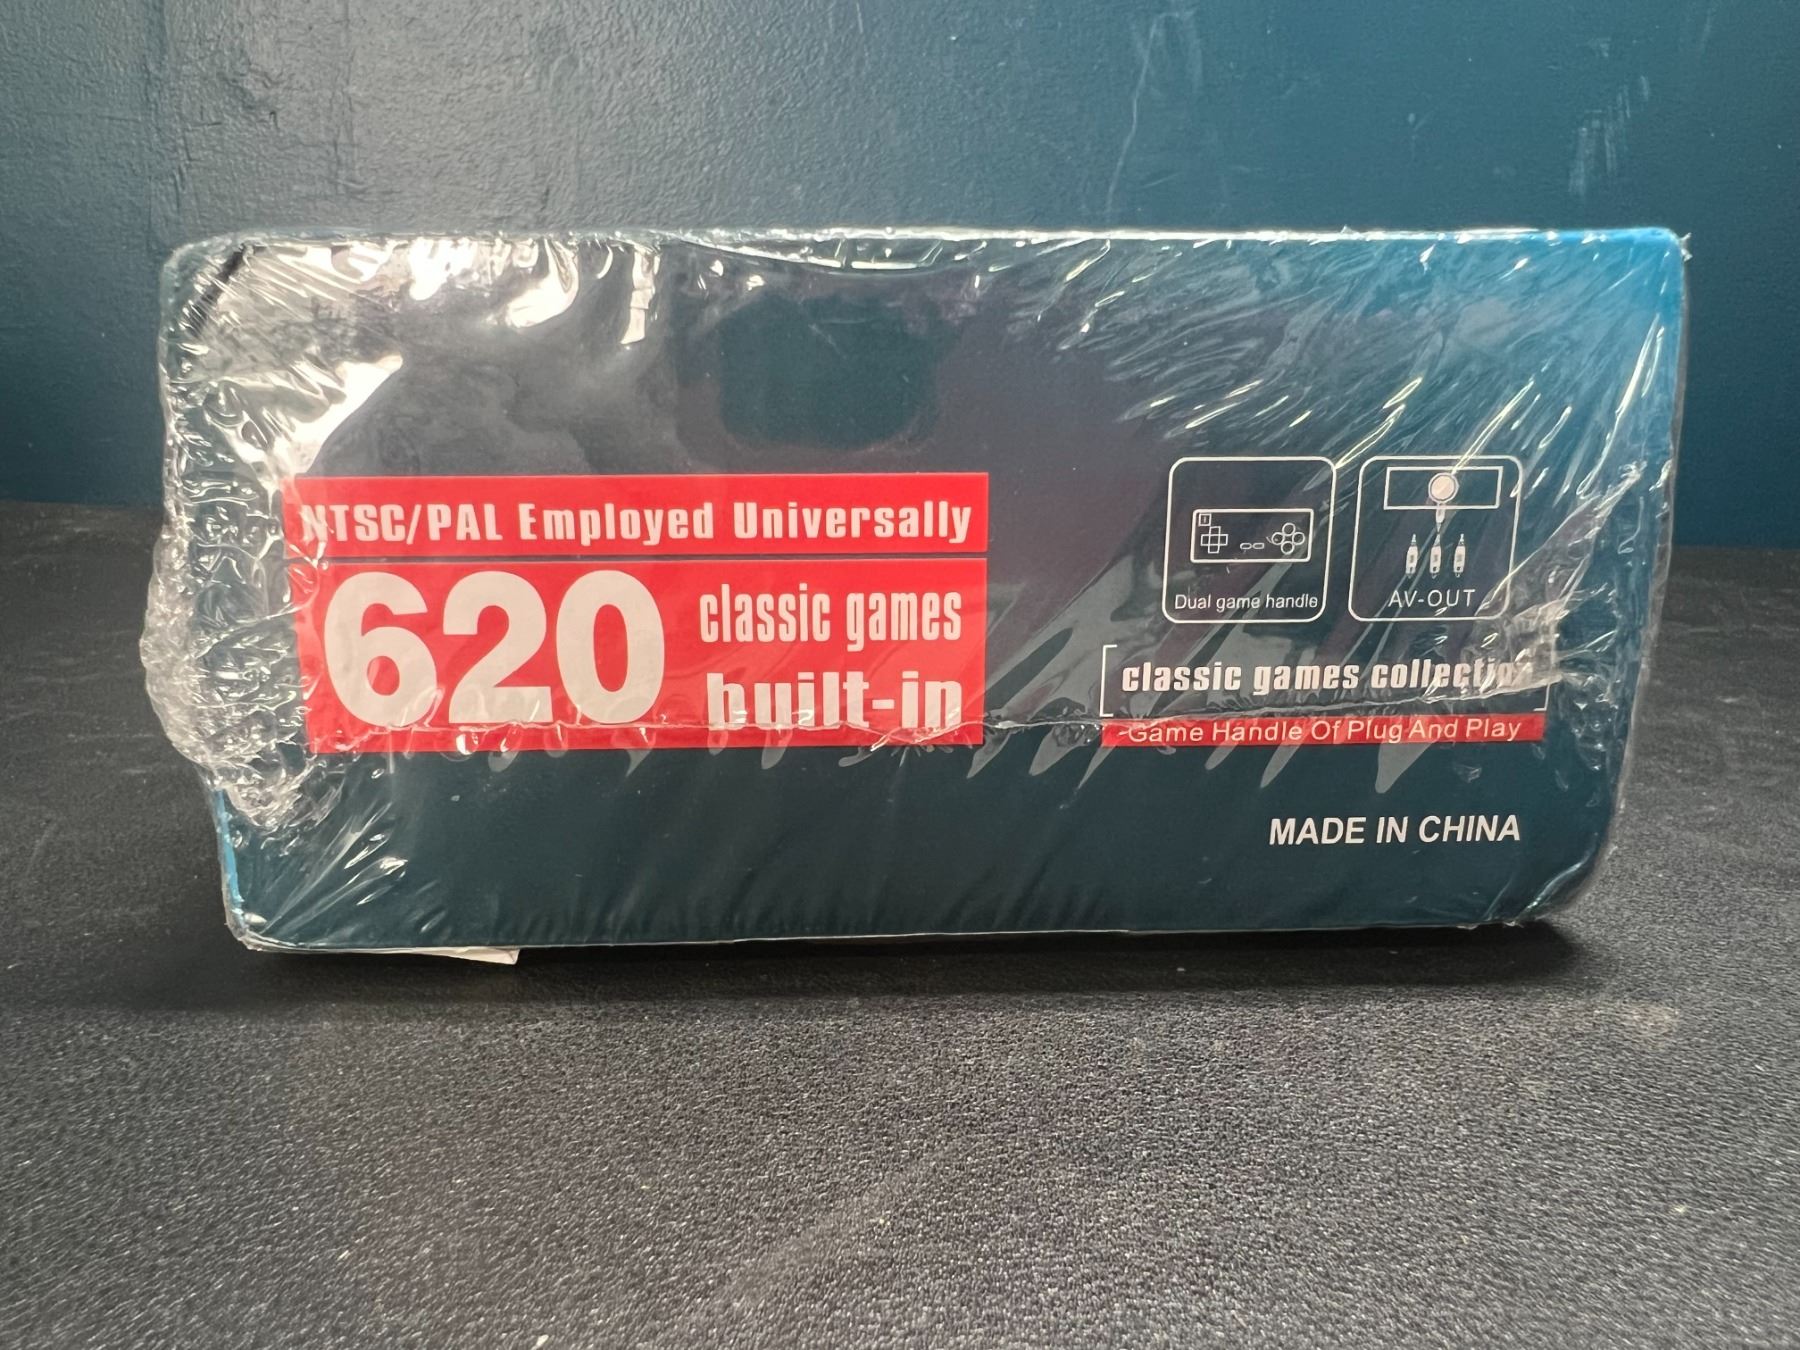 NTSC/PAL Employed Universally
620 classic games
built-in
Dual game handle
AV-OUT
classic games collection
Game Handle Of Plug And Play
MADE IN CHINA